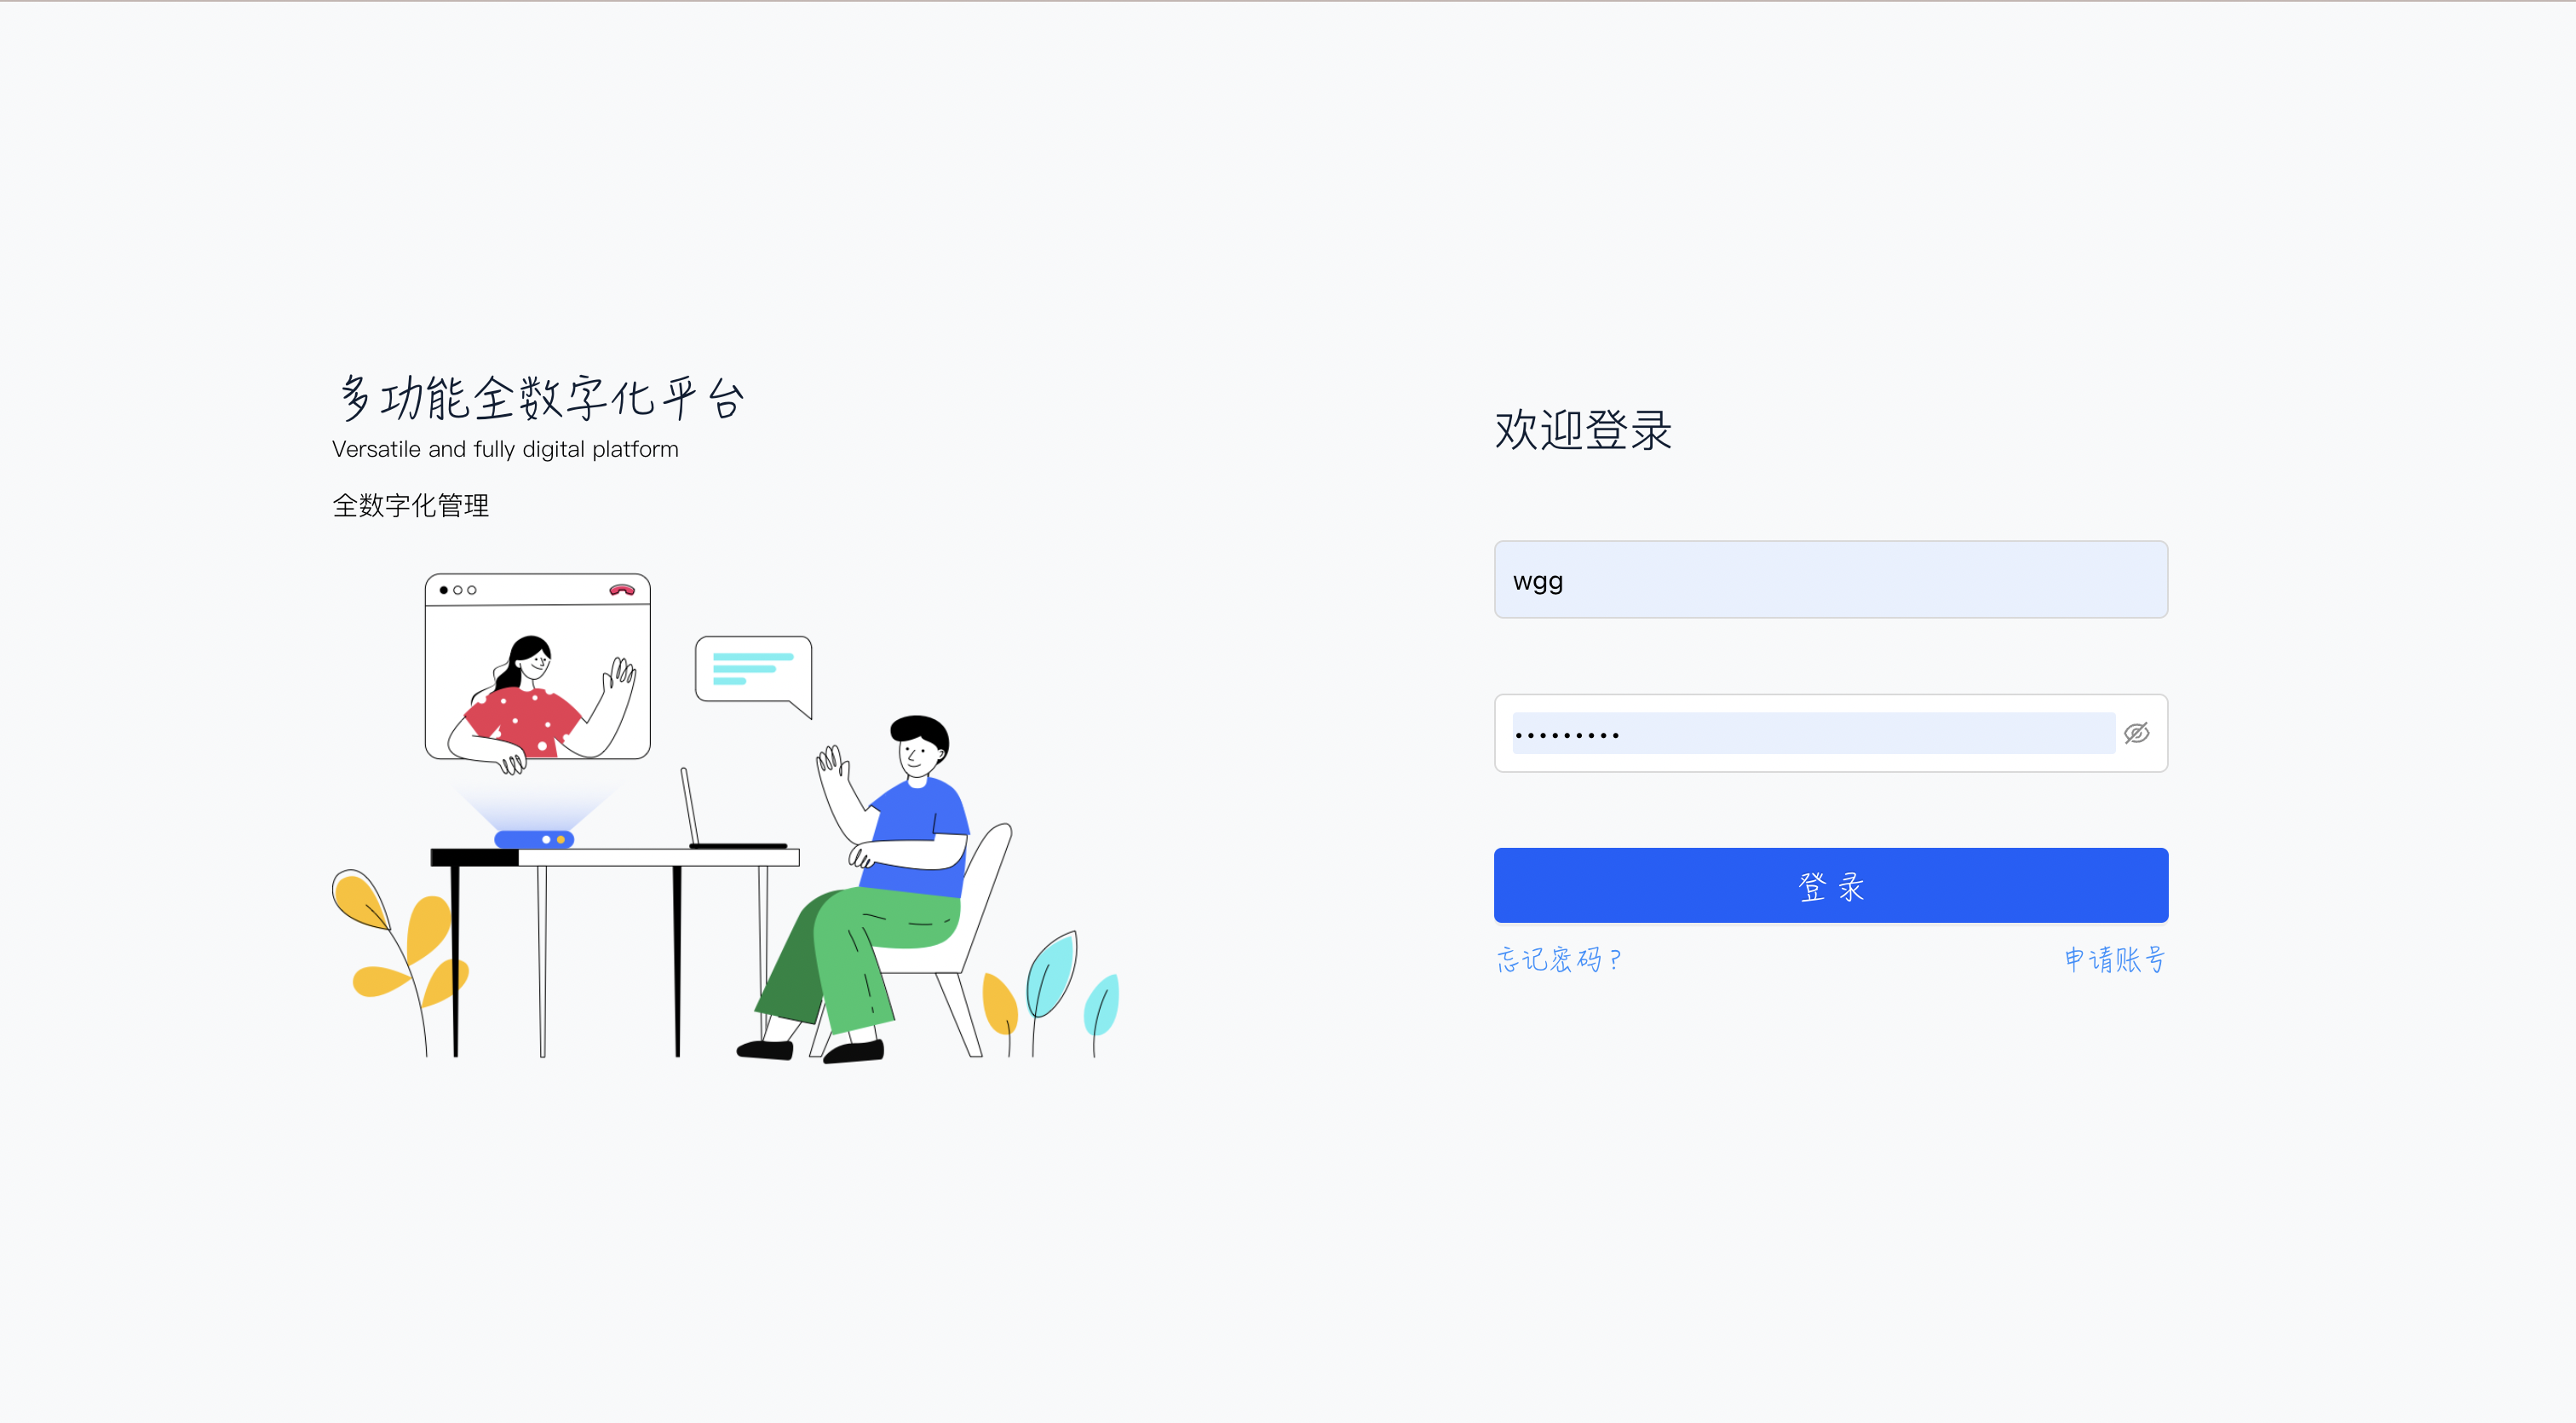 多功能全数字化平台
Versatile and fully digital platform
全数字化管理
欢迎登录
wgg
•••••••••
登 录
忘记密码？
申请账号